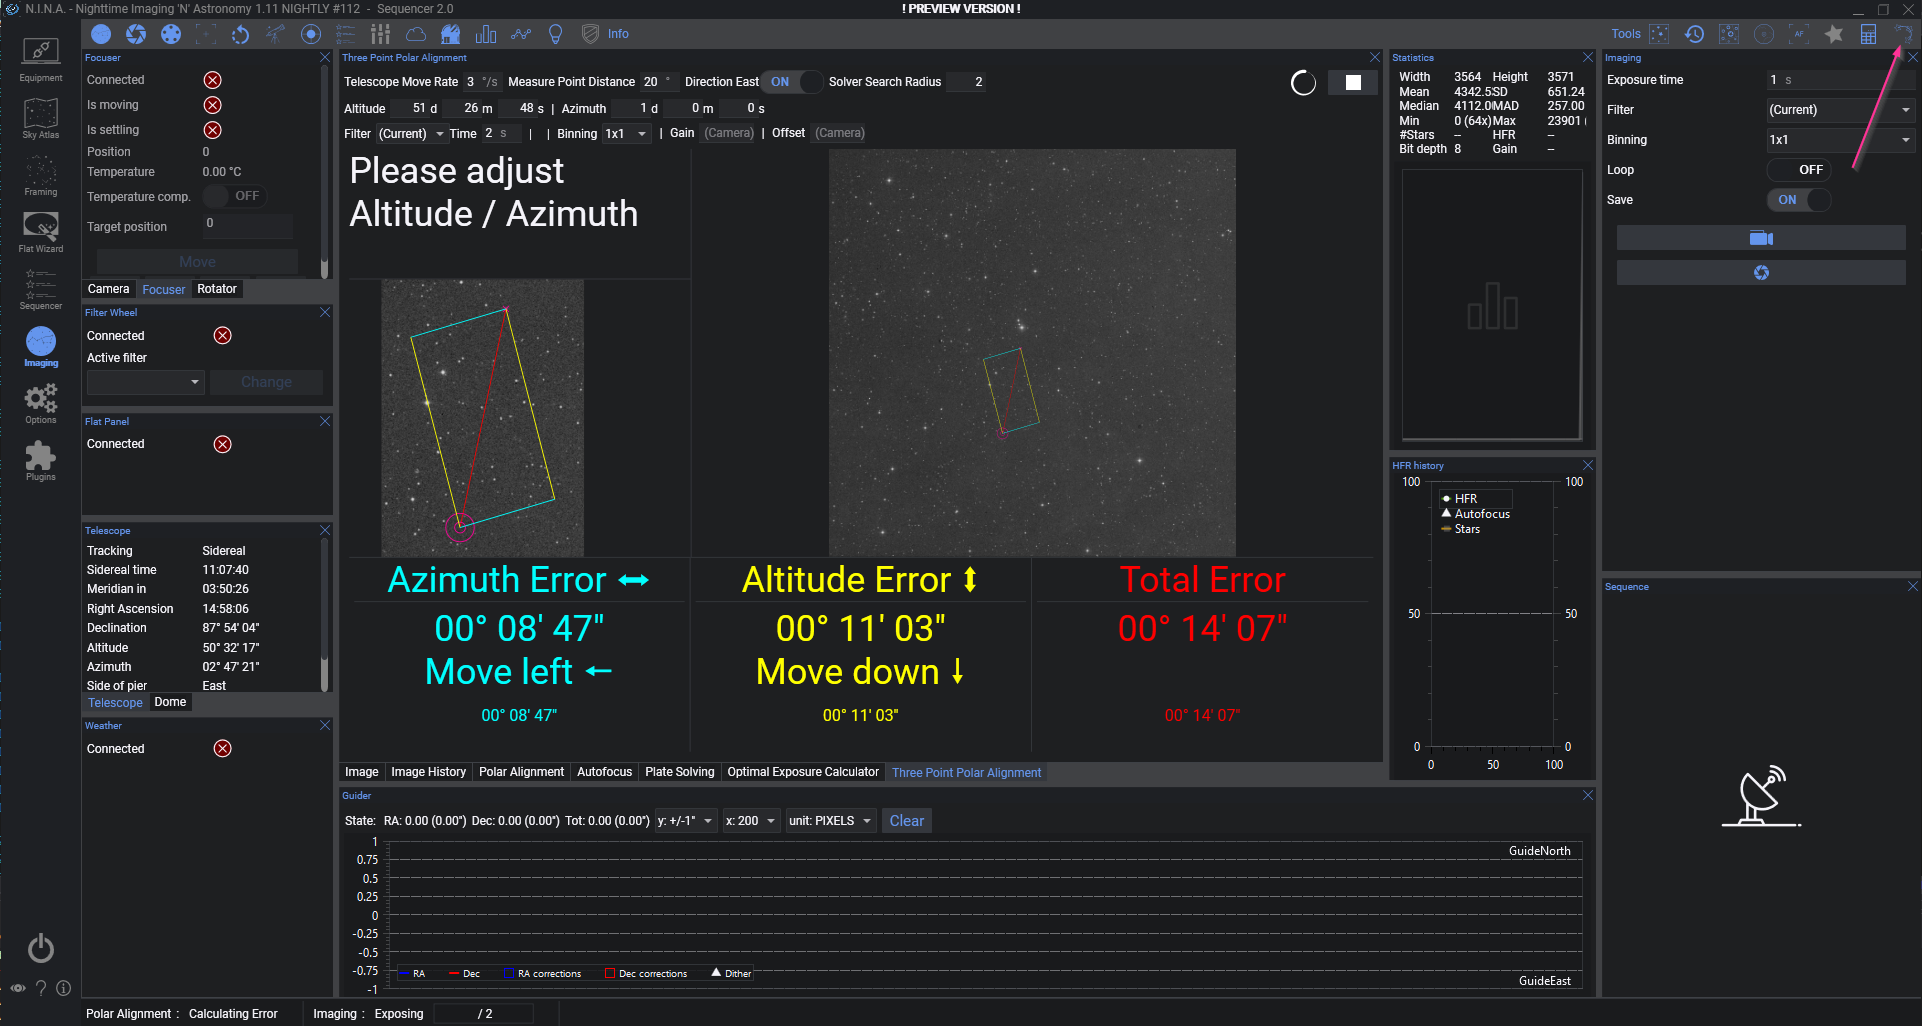 N.I.N.A. - Nighttime Imaging 'N' Astronomy 1.11 NIGHTLY #112 - Sequencer 2.0
! PREVIEW VERSION !
Info
Tools
AF
Equipment
Sky Atlas
Framing
Flat Wizard
Sequencer
Imaging
Options
Plugins
Focuser
Connected
Is moving
Is settling
Position 0
Temperature 0.00 °C
Temperature comp. OFF
Target position 0
Move
Camera Focuser Rotator
Filter Wheel
Connected
Active filter
Change
Flat Panel
Connected
Telescope
Tracking Sidereal
Sidereal time 11:07:40
Meridian in 03:50:26
Right Ascension 14:58:06
Declination 87° 54' 04"
Altitude 50° 32' 17"
Azimuth 02° 47' 21"
Side of pier East
Telescope Dome
Weather
Connected
Three Point Polar Alignment
Telescope Move Rate 3 °/s Measure Point Distance 20 ° Direction East ON Solver Search Radius 2
Altitude 51 d 26 m 48 s | Azimuth 1 d 0 m 0 s
Filter (Current) Time 2 s | | Binning 1x1 | Gain (Camera) | Offset (Camera)
Please adjust
Altitude / Azimuth
Azimuth Error ↔
00° 08' 47"
Move left ←
00° 08' 47"
Altitude Error ↕
00° 11' 03"
Move down ↓
00° 11' 03"
Total Error
00° 14' 07"
00° 14' 07"
Image Image History Polar Alignment Autofocus Plate Solving Optimal Exposure Calculator Three Point Polar Alignment
Guider
State: RA: 0.00 (0.00") Dec: 0.00 (0.00") Tot: 0.00 (0.00") y: +/-1" x: 200 unit: PIXELS Clear
1
0.75
0.5
0.25
0
-0.25
-0.5
-0.75
-1
GuideNorth
GuideEast
RA Dec RA corrections Dec corrections Dither
Statistics
Width 3564 Height 3571
Mean 4342.5 SD 651.24
Median 4112.0 MAD 257.00
Min 0 (64x) Max 23901 (
#Stars -- HFR --
Bit depth 8 Gain --
HFR history
100 100
50 50
0 0
0 50 100
HFR
Autofocus
Stars
Imaging
Exposure time 1 s
Filter (Current)
Binning 1x1
Loop OFF
Save ON
Sequence
Polar Alignment : Calculating Error Imaging : Exposing / 2